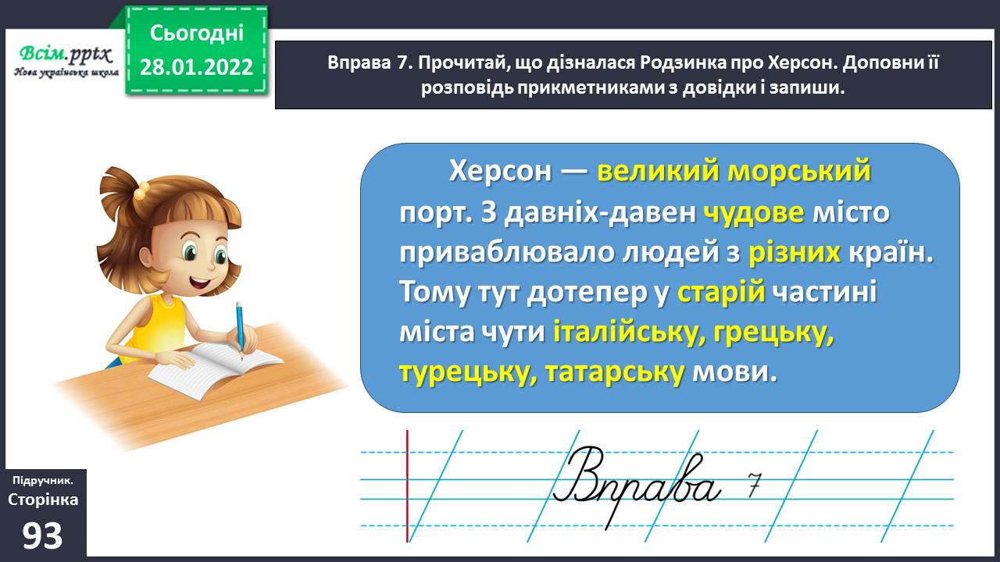 Всім.pptx
Нова українська школа
Сьогодні
28.01.2022
Вправа 7. Прочитай, що дізналася Родзинка про Херсон. Доповни її
розповідь прикметниками з довідки і запиши.
Херсон — великий морський
порт. З давніх-давен чудове місто
приваблювало людей з різних країн.
Тому тут дотепер у старій частині
міста чути італійську, грецьку,
турецьку, татарську мови.
Вправа 7
Підручник.
Сторінка
93